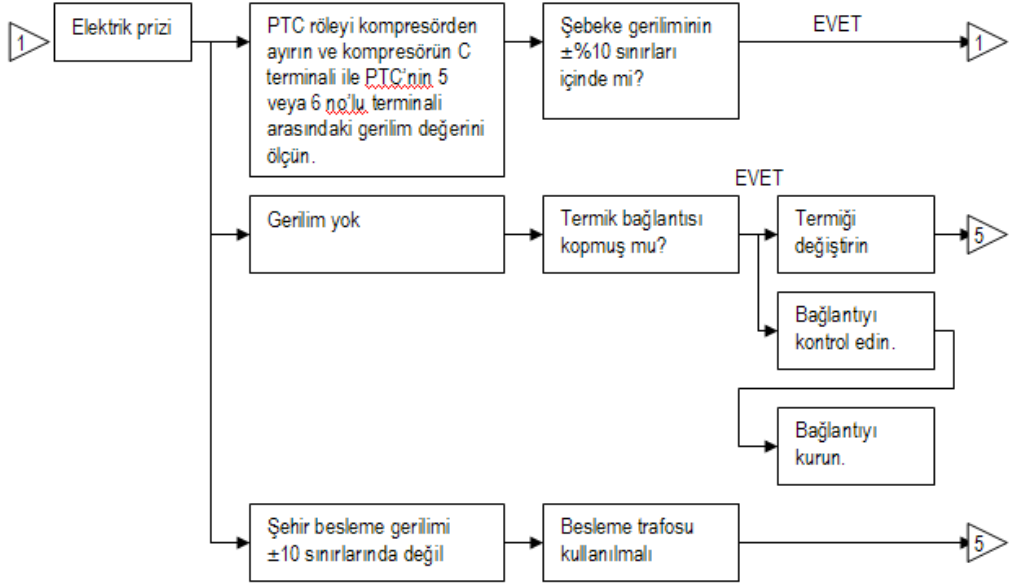 1
Elektrik prizi
PTC röleyi kompresörden
ayırın ve kompresörün C
terminali ile PTC'nin 5
veya 6 no'lu terminali
arasındaki gerilim değerini
ölçün.
Şebeke geriliminin
±%10 sınırları
içinde mi?
EVET
1
Gerilim yok
Termik bağlantısı
kopmuş mu?
EVET
Termiği
değiştirin
5
Bağlantıyı
kontrol edin.
Bağlantıyı
kurun.
Şehir besleme gerilimi
±10 sınırlarında değil
Besleme trafosu
kullanılmalı
5